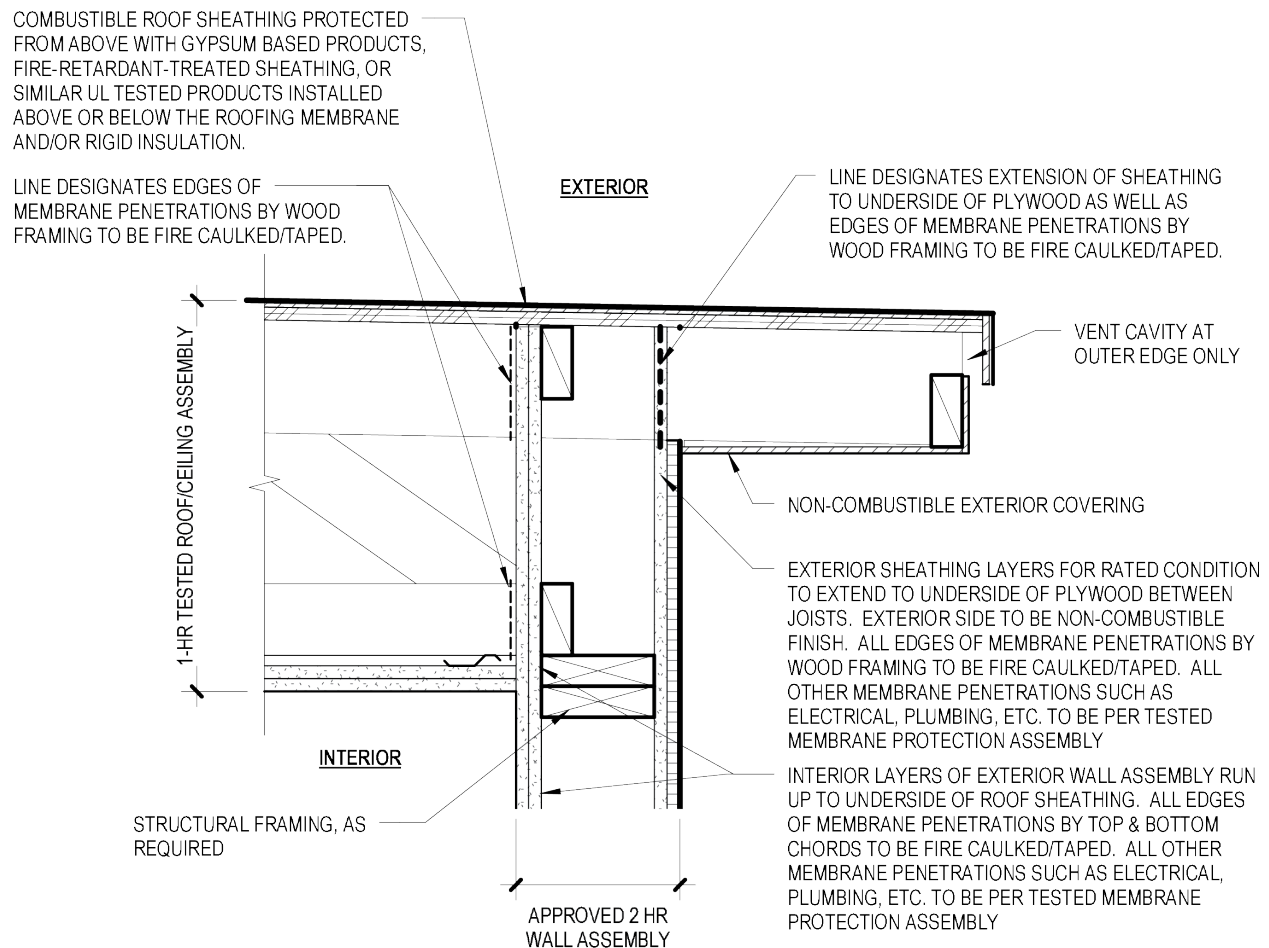 COMBUSTIBLE ROOF SHEATHING PROTECTED
FROM ABOVE WITH GYPSUM BASED PRODUCTS,
FIRE-RETARDANT-TREATED SHEATHING, OR
SIMILAR UL TESTED PRODUCTS INSTALLED
ABOVE OR BELOW THE ROOFING MEMBRANE
AND/OR RIGID INSULATION.
LINE DESIGNATES EDGES OF
MEMBRANE PENETRATIONS BY WOOD
FRAMING TO BE FIRE CAULKED/TAPED.
EXTERIOR
LINE DESIGNATES EXTENSION OF SHEATHING
TO UNDERSIDE OF PLYWOOD AS WELL AS
EDGES OF MEMBRANE PENETRATIONS BY
WOOD FRAMING TO BE FIRE CAULKED/TAPED.
VENT CAVITY AT
OUTER EDGE ONLY
1-HR TESTED ROOF/CEILING ASSEMBLY
NON-COMBUSTIBLE EXTERIOR COVERING
EXTERIOR SHEATHING LAYERS FOR RATED CONDITION
TO EXTEND TO UNDERSIDE OF PLYWOOD BETWEEN
JOISTS. EXTERIOR SIDE TO BE NON-COMBUSTIBLE
FINISH. ALL EDGES OF MEMBRANE PENETRATIONS BY
WOOD FRAMING TO BE FIRE CAULKED/TAPED. ALL
OTHER MEMBRANE PENETRATIONS SUCH AS
ELECTRICAL, PLUMBING, ETC. TO BE PER TESTED
MEMBRANE PROTECTION ASSEMBLY
INTERIOR
INTERIOR LAYERS OF EXTERIOR WALL ASSEMBLY RUN
UP TO UNDERSIDE OF ROOF SHEATHING. ALL EDGES
OF MEMBRANE PENETRATIONS BY TOP & BOTTOM
CHORDS TO BE FIRE CAULKED/TAPED. ALL OTHER
MEMBRANE PENETRATIONS SUCH AS ELECTRICAL,
PLUMBING, ETC. TO BE PER TESTED MEMBRANE
PROTECTION ASSEMBLY
STRUCTURAL FRAMING, AS
REQUIRED
APPROVED 2 HR
WALL ASSEMBLY